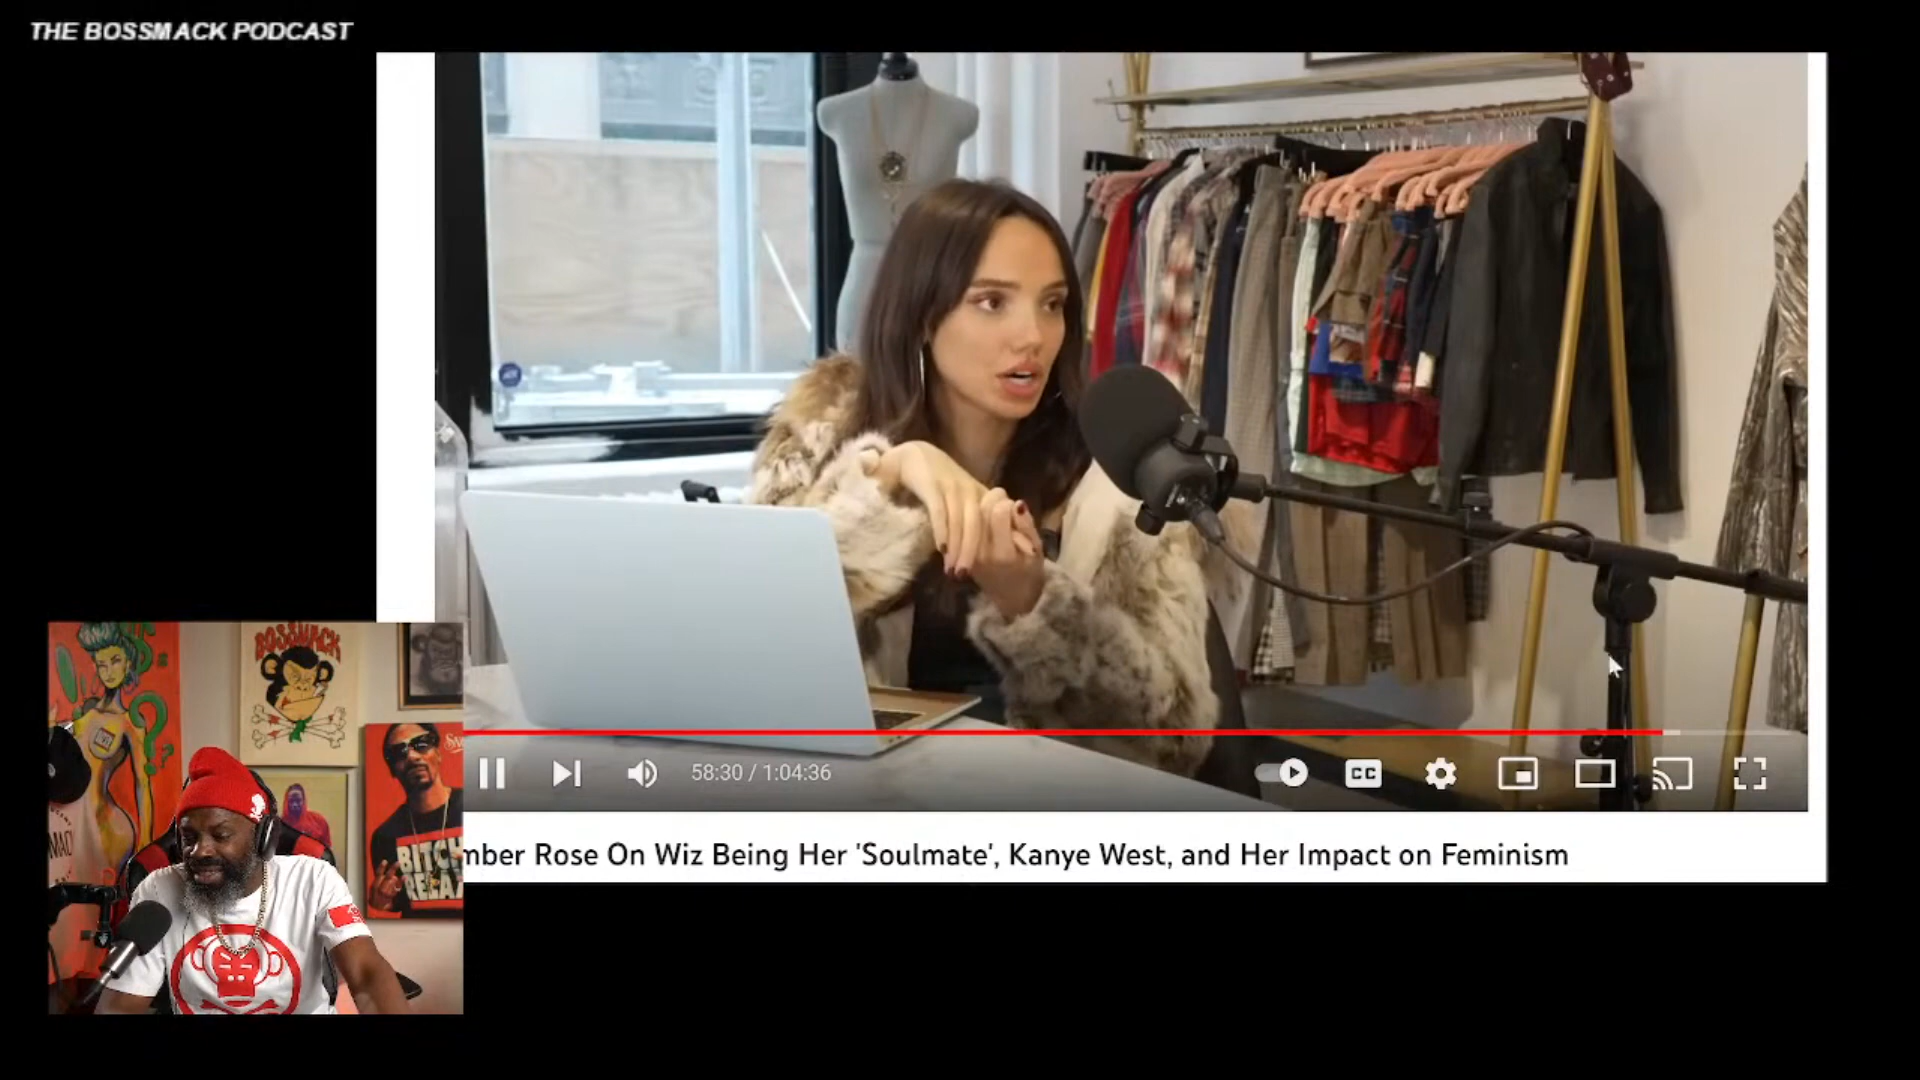 THE BOSSMACK PODCAST
BOSSMACK
BITCH
RELAX
CC
58:30 / 1:04:36
mber Rose On Wiz Being Her 'Soulmate', Kanye West, and Her Impact on Feminism